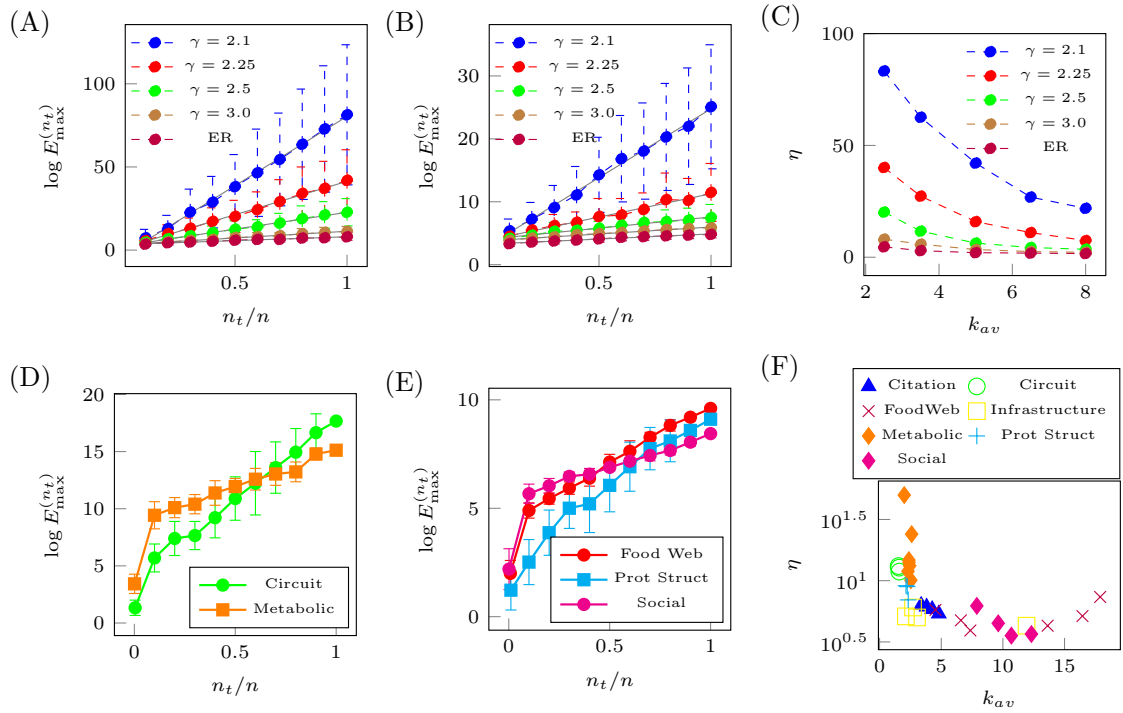 (A)
log E_max^(n_t)
100
50
0
0.5
1
n_t/n
γ = 2.1
γ = 2.25
γ = 2.5
γ = 3.0
ER
(B)
log E_max^(n_t)
30
20
10
0
0.5
1
n_t/n
γ = 2.1
γ = 2.25
γ = 2.5
γ = 3.0
ER
(C)
η
100
50
0
2
4
6
8
k_av
γ = 2.1
γ = 2.25
γ = 2.5
γ = 3.0
ER
(D)
log E_max^(n_t)
20
15
10
5
0
0
0.5
1
n_t/n
Circuit
Metabolic
(E)
log E_max^(n_t)
10
5
0
0
0.5
1
n_t/n
Food Web
Prot Struct
Social
(F)
Citation Circuit
FoodWeb Infrastructure
Metabolic Prot Struct
Social
η
10^1.5
10^1
10^0.5
0
5
10
15
k_av